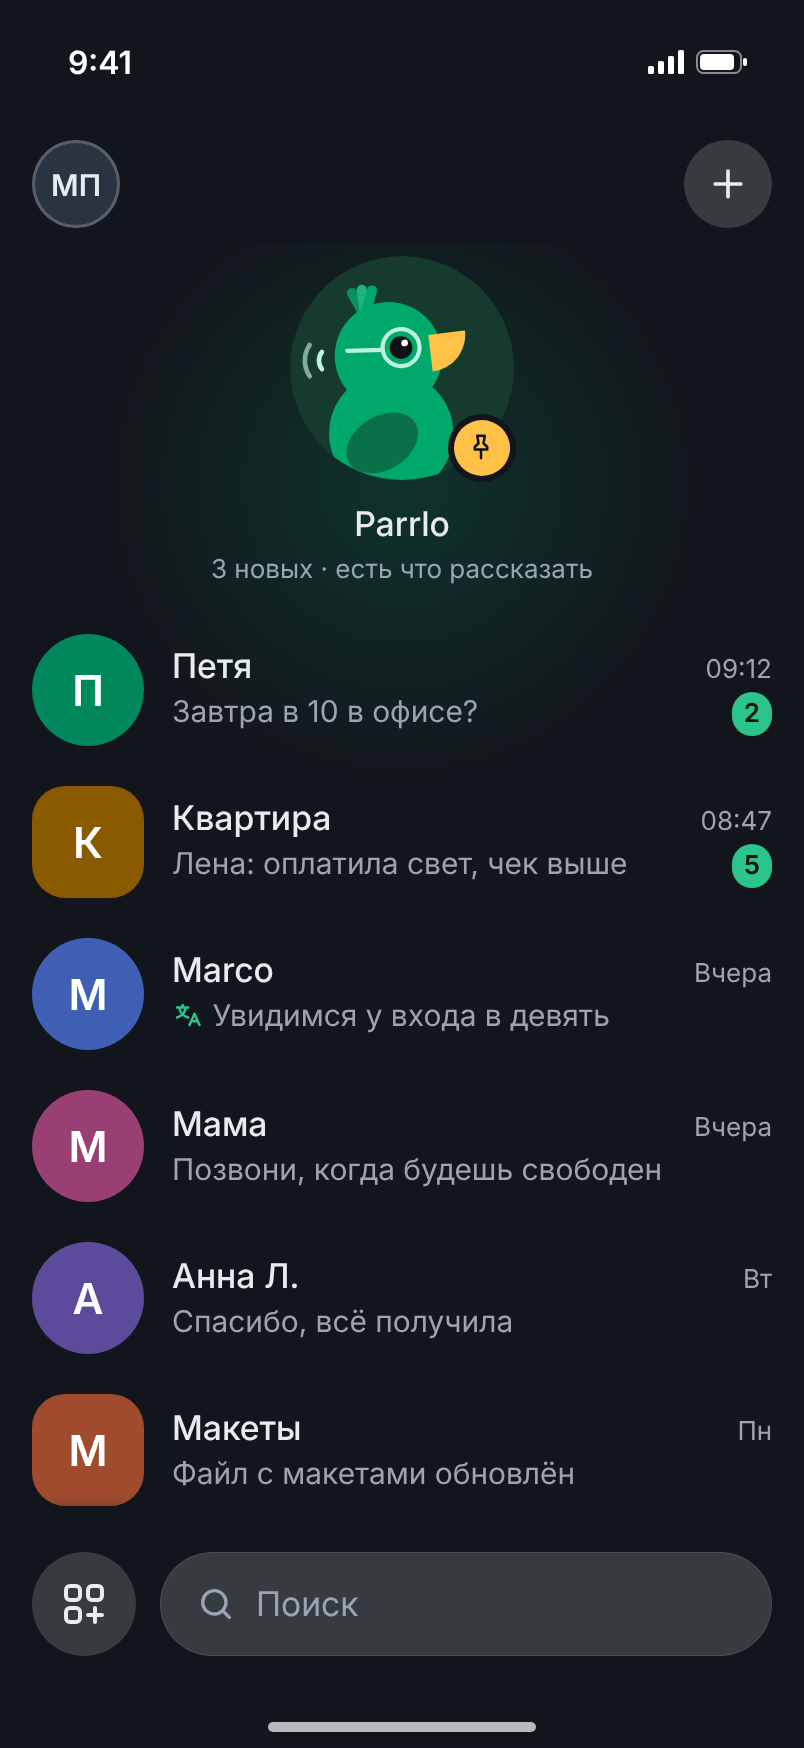 9:41
МП
Parrlo
3 новых · есть что рассказать
П
Петя
09:12
Завтра в 10 в офисе?
2
К
Квартира
08:47
Лена: оплатила свет, чек выше
5
M
Marco
Вчера
Увидимся у входа в девять
М
Мама
Вчера
Позвони, когда будешь свободен
А
Анна Л.
Вт
Спасибо, всё получила
М
Макеты
Пн
Файл с макетами обновлён
Поиск